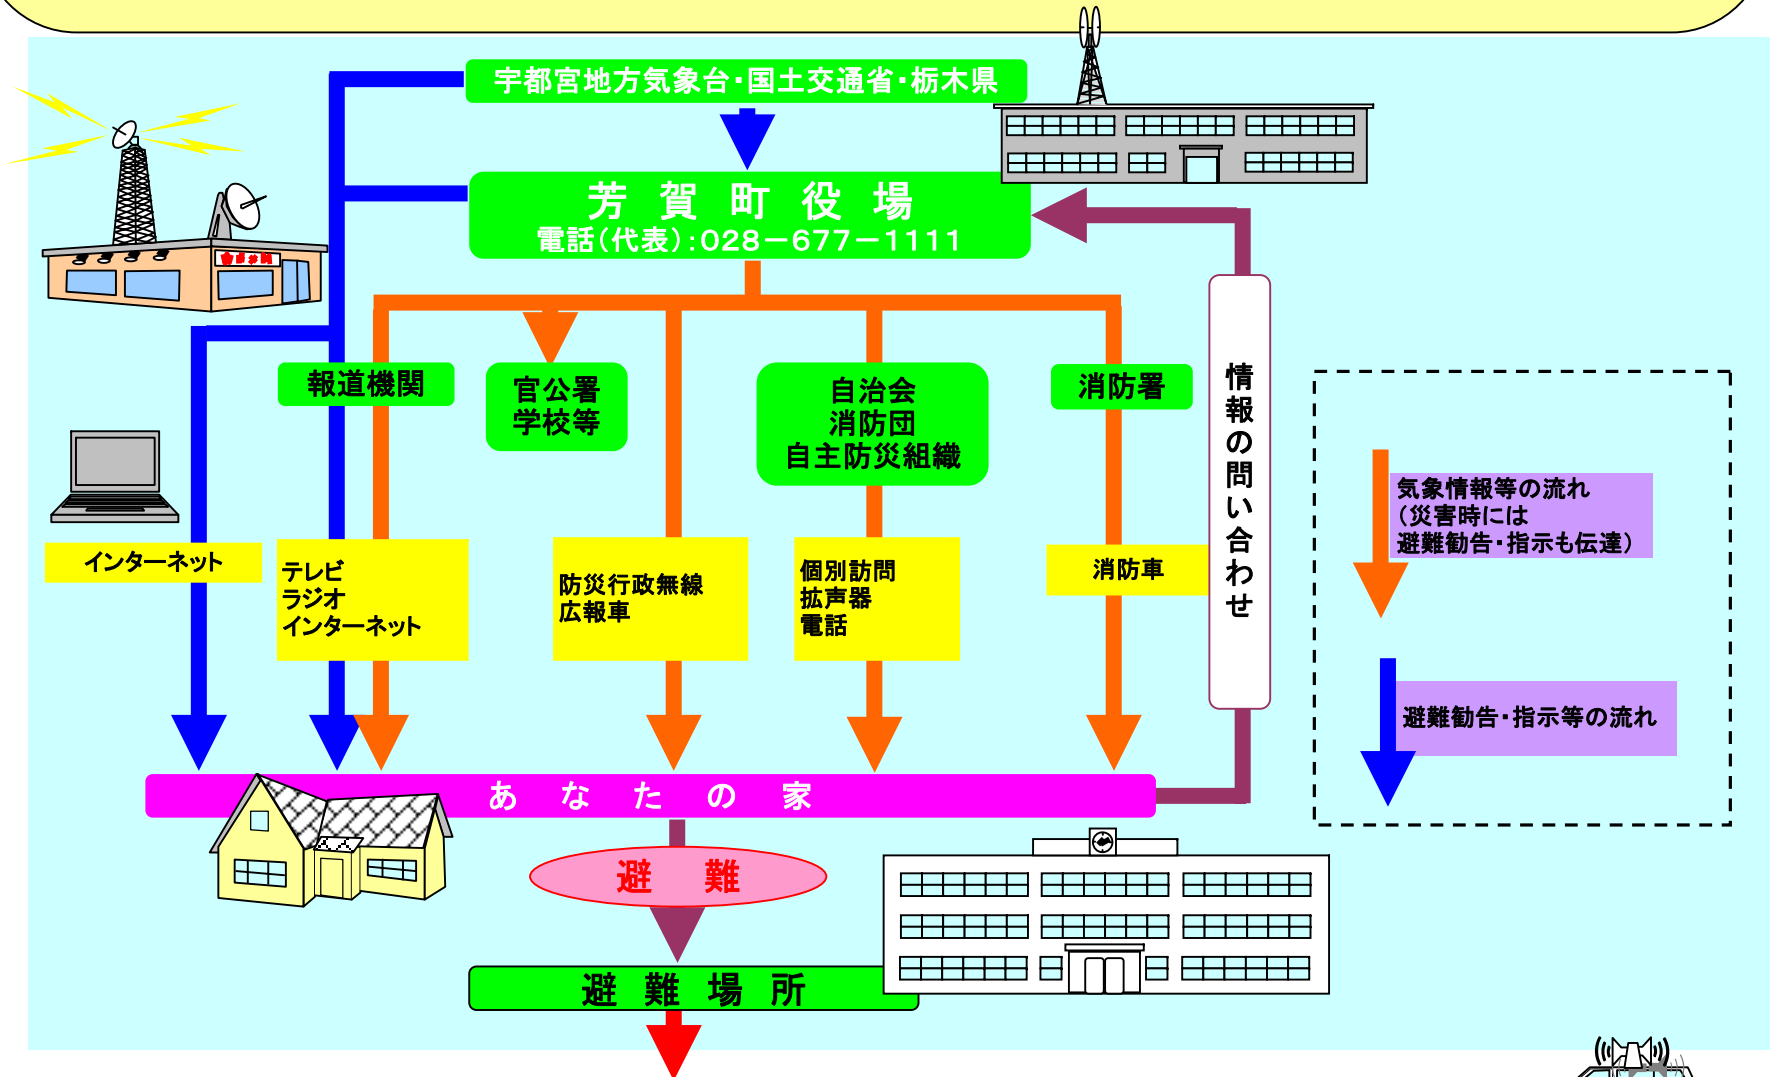 宇都宮地方気象台・国土交通省・栃木県
芳賀町役場
電話(代表):028－677－1111
報道機関
官公署
学校等
自治会
消防団
自主防災組織
消防署
情報の問い合わせ
気象情報等の流れ
(災害時には
避難勧告・指示も伝達)
インターネット
テレビ
ラジオ
インターネット
防災行政無線
広報車
個別訪問
拡声器
電話
消防車
避難勧告・指示等の流れ
あなたの家
避難
避難場所